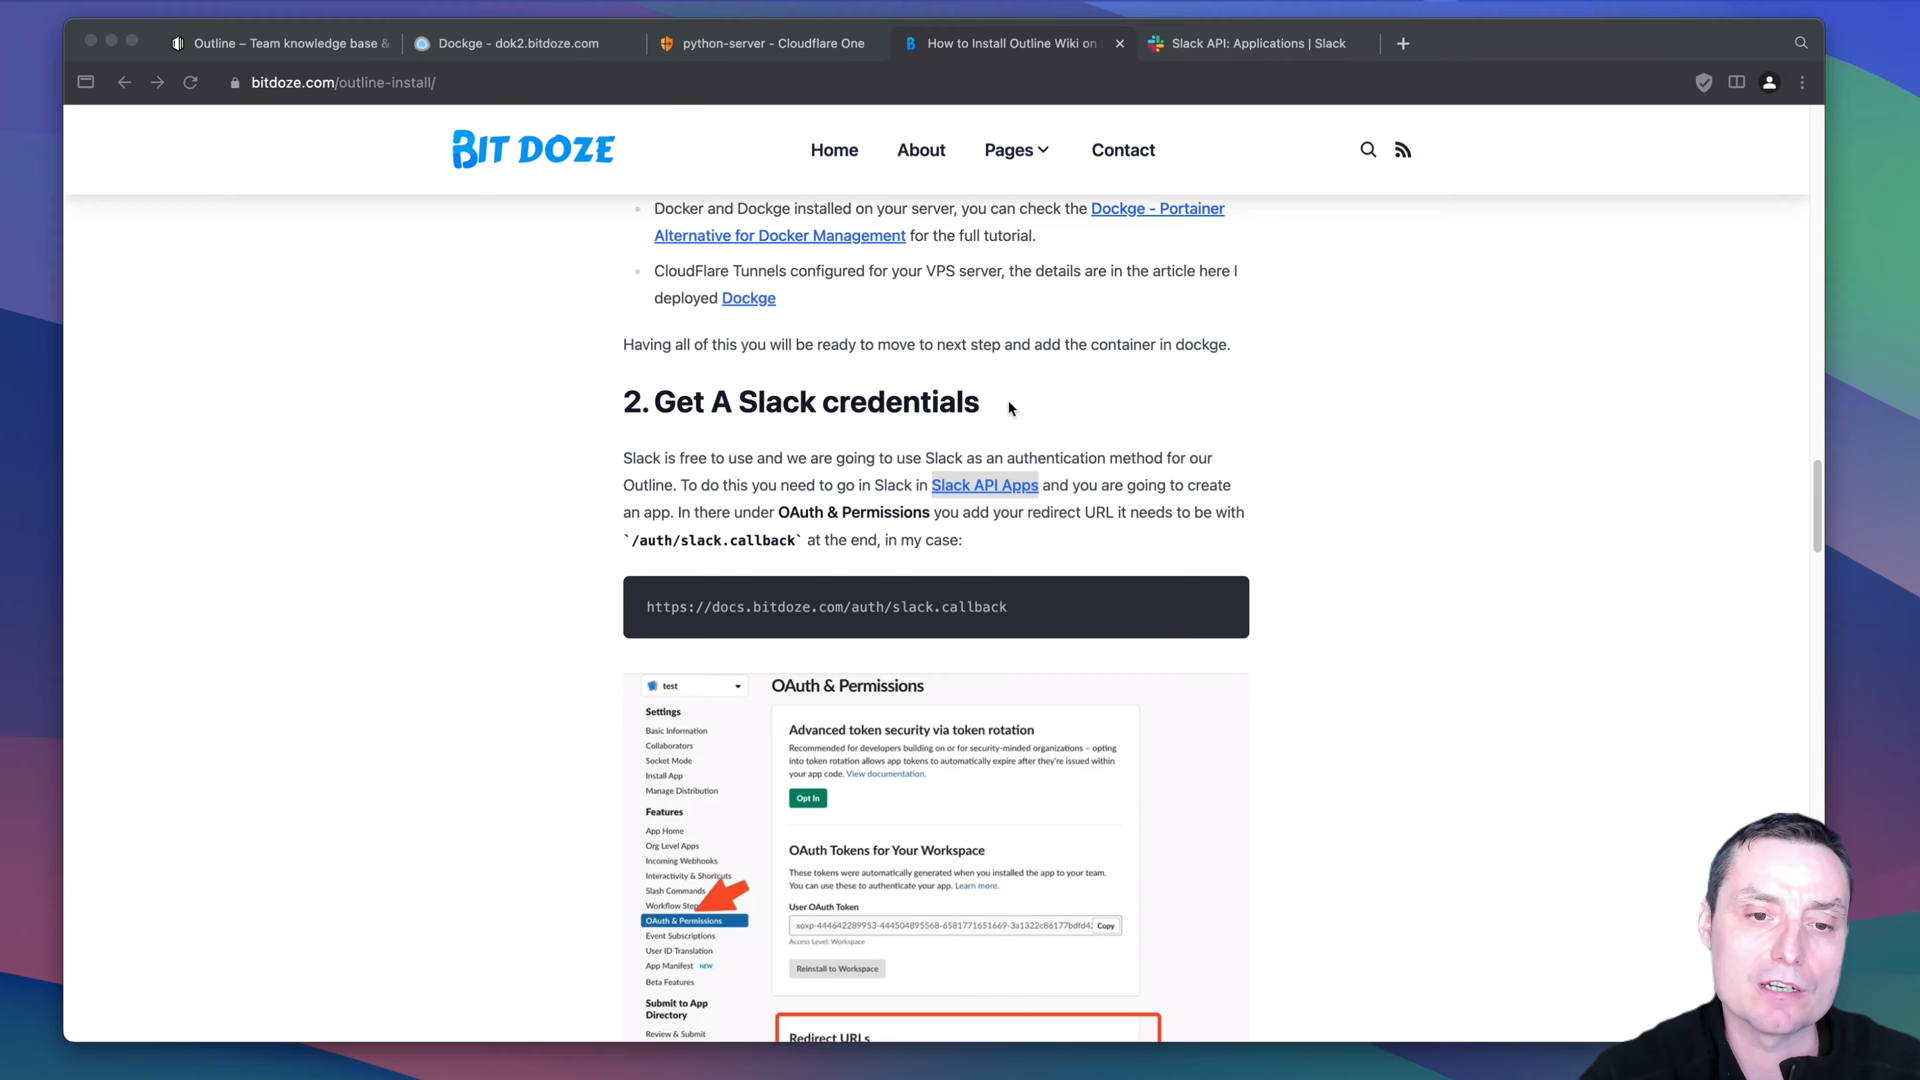 Outline – Team knowledge base &
Dockge - dok2.bitdoze.com
python-server - Cloudflare One
How to Install Outline Wiki on
Slack API: Applications | Slack
bitdoze.com/outline-install/
BIT DOZE
Home
About
Pages
Contact
Docker and Dockge installed on your server, you can check the Dockge - Portainer
Alternative for Docker Management for the full tutorial.
CloudFlare Tunnels configured for your VPS server, the details are in the article here I
deployed Dockge
Having all of this you will be ready to move to next step and add the container in dockge.
2. Get A Slack credentials
Slack is free to use and we are going to use Slack as an authentication method for our
Outline. To do this you need to go in Slack in Slack API Apps and you are going to create
an app. In there under OAuth & Permissions you add your redirect URL it needs to be with
`/auth/slack.callback` at the end, in my case:
https://docs.bitdoze.com/auth/slack.callback
test
Settings
Basic Information
Collaborators
Socket Mode
Install App
Manage Distribution
Features
App Home
Org Level Apps
Incoming Webhooks
Interactivity & Shortcuts
Slash Commands
Workflow Step
OAuth & Permissions
Event Subscriptions
User ID Translation
App Manifest NEW
Beta Features
Submit to App
Directory
Review & Submit
OAuth & Permissions
Advanced token security via token rotation
Recommended for developers building on or for security-minded organizations – opting
into token rotation allows app tokens to automatically expire after they're issued within
your app code. View documentation.
Opt In
OAuth Tokens for Your Workspace
These tokens were automatically generated when you installed the app to your team.
You can use these to authenticate your app. Learn more.
User OAuth Token
Copy
Access Level: Workspace
Reinstall to Workspace
Redirect URLs